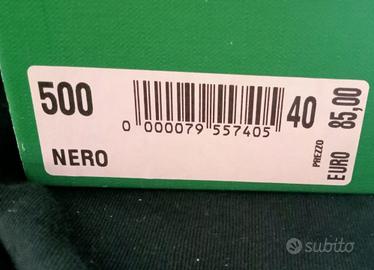 500
0 000079 557405
40
NERO
PREZZO
EURO 85,00
subito